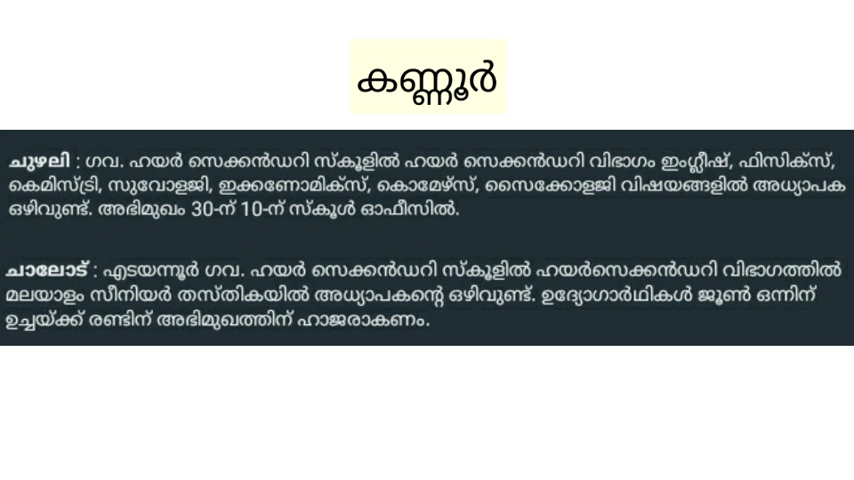 കണ്ണൂർ
ചുഴലി : ഗവ. ഹയർ സെക്കൻഡറി സ്കൂളിൽ ഹയർ സെക്കൻഡറി വിഭാഗം ഇംഗ്ലീഷ്, ഫിസിക്സ്,
കെമിസ്ട്രി, സുവോളജി, ഇക്കണോമിക്സ്, കൊമേഴ്സ്, സൈക്കോളജി വിഷയങ്ങളിൽ അധ്യാപക
ഒഴിവുണ്ട്. അഭിമുഖം 30-ന് 10-ന് സ്കൂൾ ഓഫീസിൽ.
ചാലോട് : എടയന്നൂർ ഗവ. ഹയർ സെക്കൻഡറി സ്കൂളിൽ ഹയർസെക്കൻഡറി വിഭാഗത്തിൽ
മലയാളം സീനിയർ തസ്തികയിൽ അധ്യാപകന്റെ ഒഴിവുണ്ട്. ഉദ്യോഗാർഥികൾ ജൂൺ ഒന്നിന്
ഉച്ചയ്ക്ക് രണ്ടിന് അഭിമുഖത്തിന് ഹാജരാകണം.